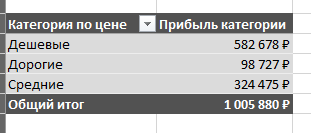 Категория по цене Прибыль категории
Дешевые 582 678 ₽
Дорогие 98 727 ₽
Средние 324 475 ₽
Общий итог 1 005 880 ₽